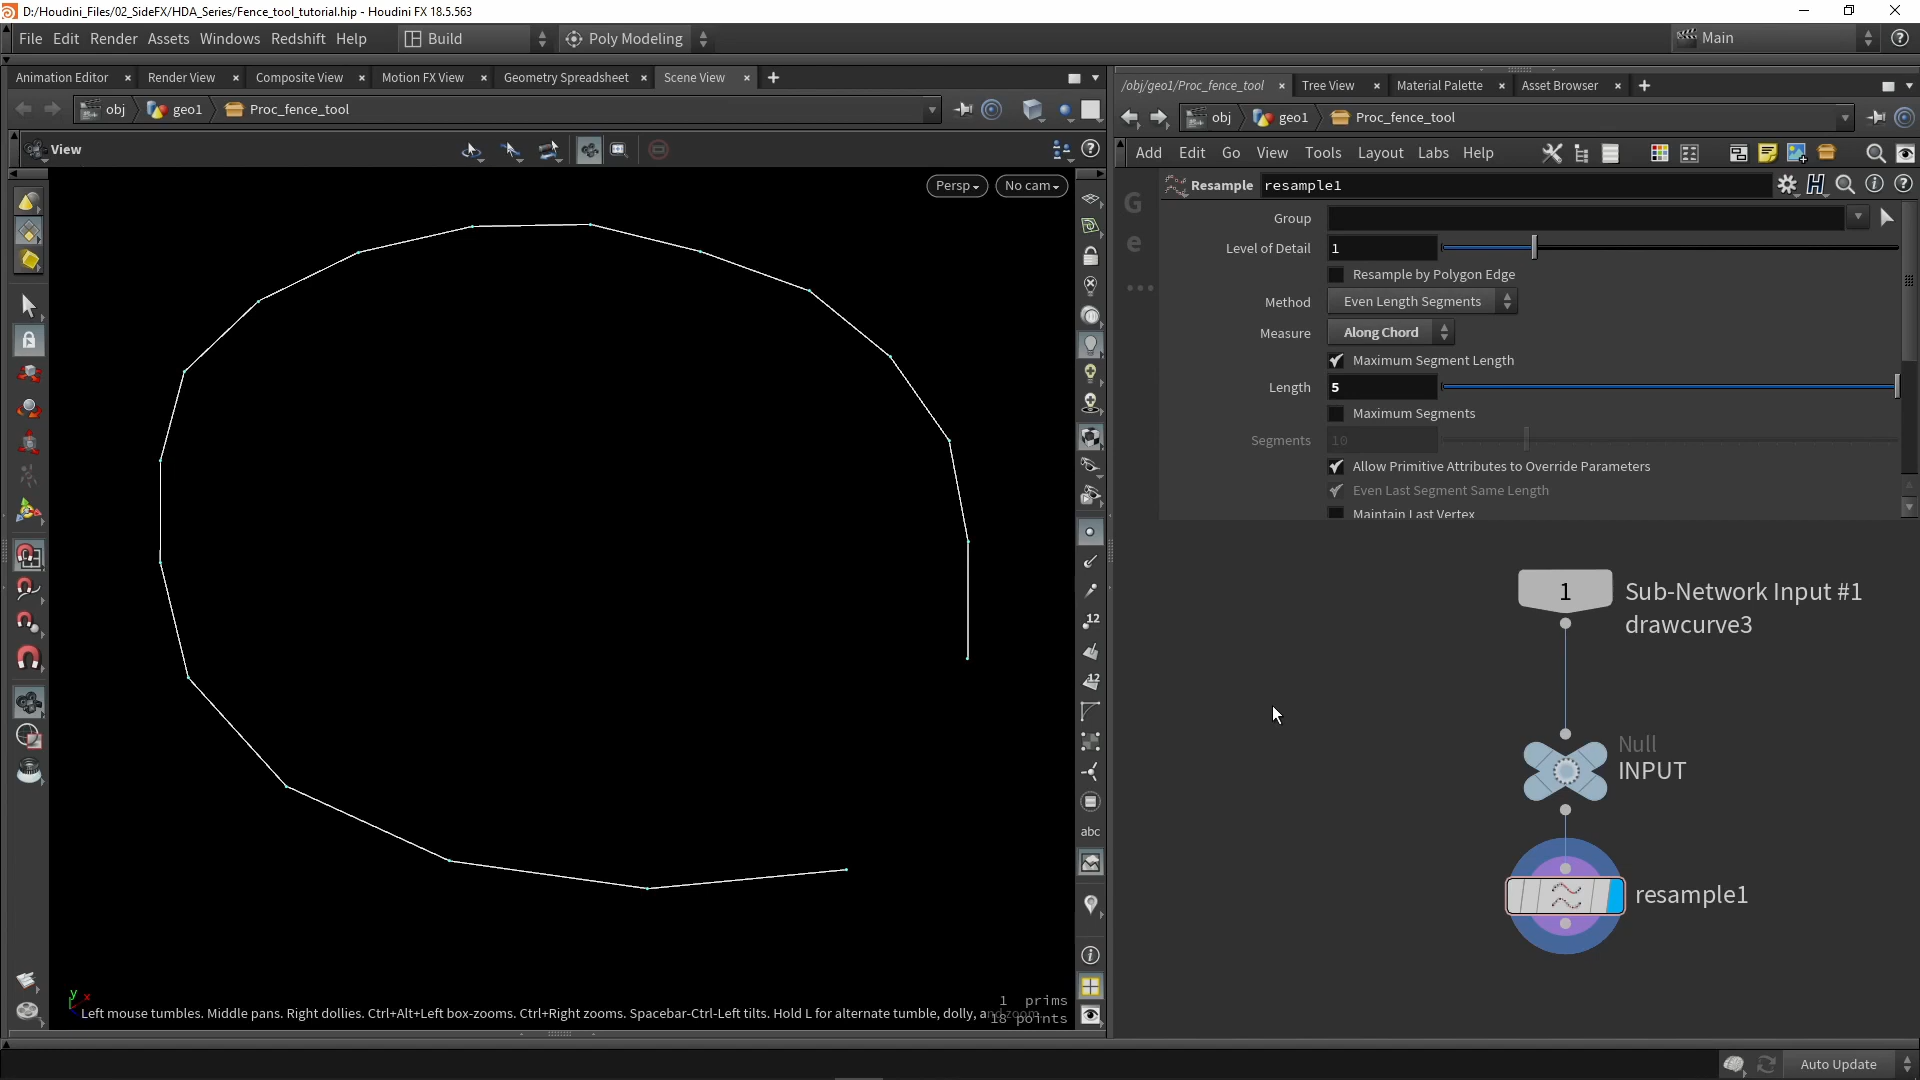 D:/Houdini_Files/02_SideFX/HDA_Series/Fence_tool_tutorial.hip - Houdini FX 18.5.563
File Edit Render Assets Windows Redshift Help Build Poly Modeling Main
Animation Editor Render View Composite View Motion FX View Geometry Spreadsheet Scene View
/obj/geo1/Proc_fence_tool Tree View Material Palette Asset Browser
obj geo1 Proc_fence_tool
obj geo1 Proc_fence_tool
View
Add Edit Go View Tools Layout Labs Help
Persp No cam
Ge...
Resample resample1
Group
Level of Detail 1
Resample by Polygon Edge
Method Even Length Segments
Measure Along Chord
Maximum Segment Length
Length 5
Maximum Segments
Segments 10
Allow Primitive Attributes to Override Parameters
Even Last Segment Same Length
Maintain Last Vertex
1 Sub-Network Input #1
drawcurve3
Null
INPUT
resample1
12
12
abc
y x
1 prims
18 points
Left mouse tumbles. Middle pans. Right dollies. Ctrl+Alt+Left box-zooms. Ctrl+Right zooms. Spacebar-Ctrl-Left tilts. Hold L for alternate tumble, dolly, and zoom.
Auto Update